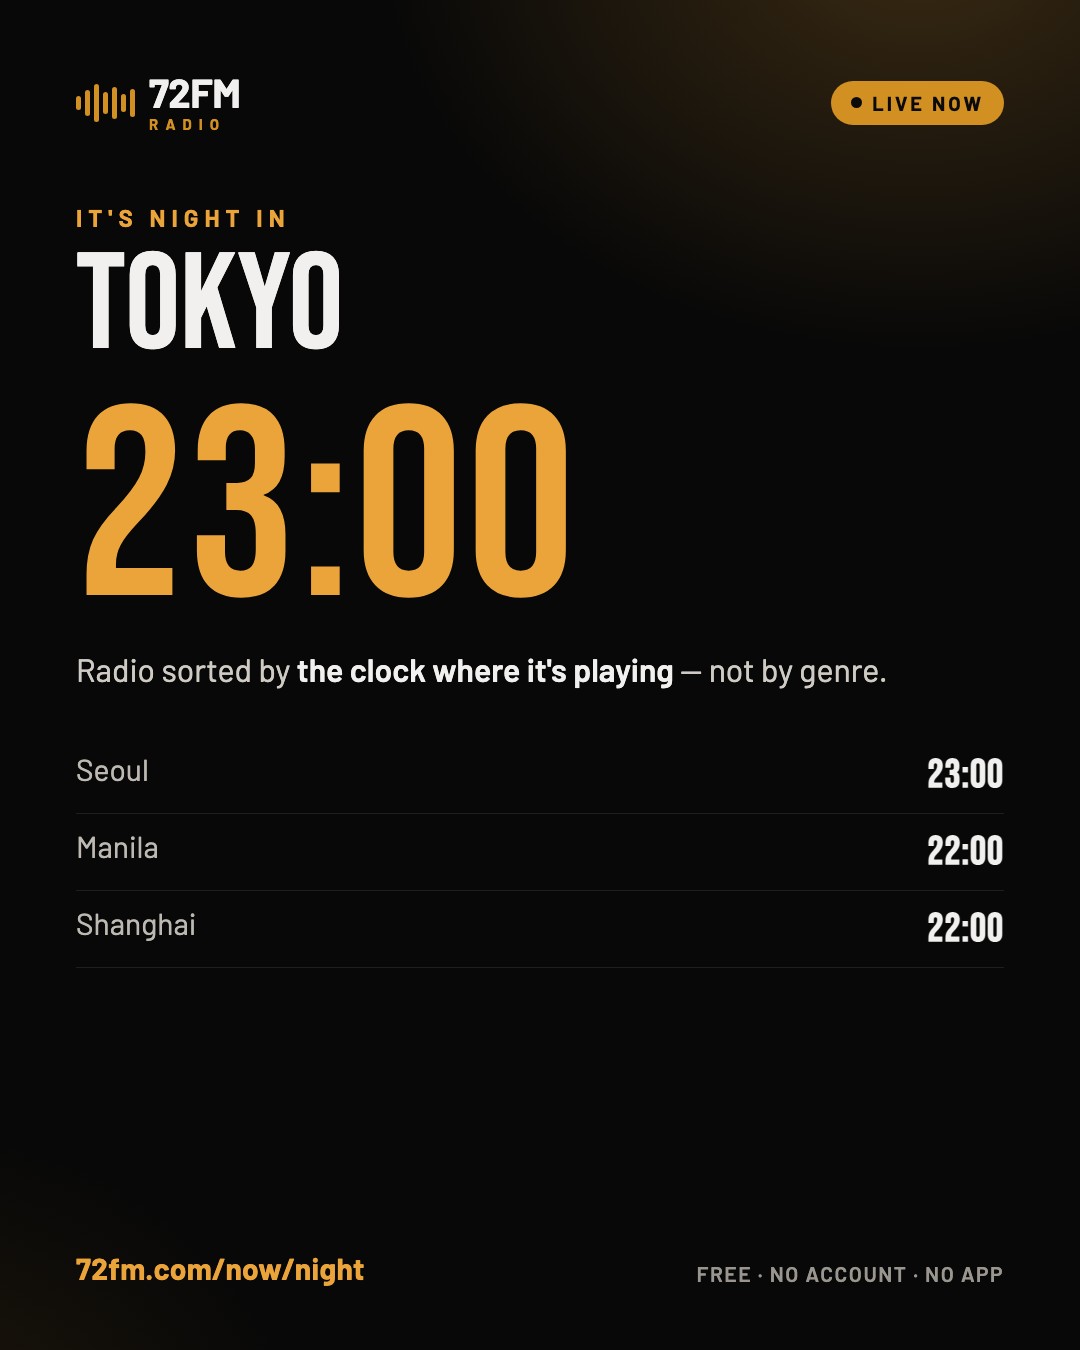 72FM
RADIO
LIVE NOW
IT'S NIGHT IN
TOKYO
23:00
Radio sorted by the clock where it's playing — not by genre.
Seoul 23:00
Manila 22:00
Shanghai 22:00
72fm.com/now/night
FREE · NO ACCOUNT · NO APP